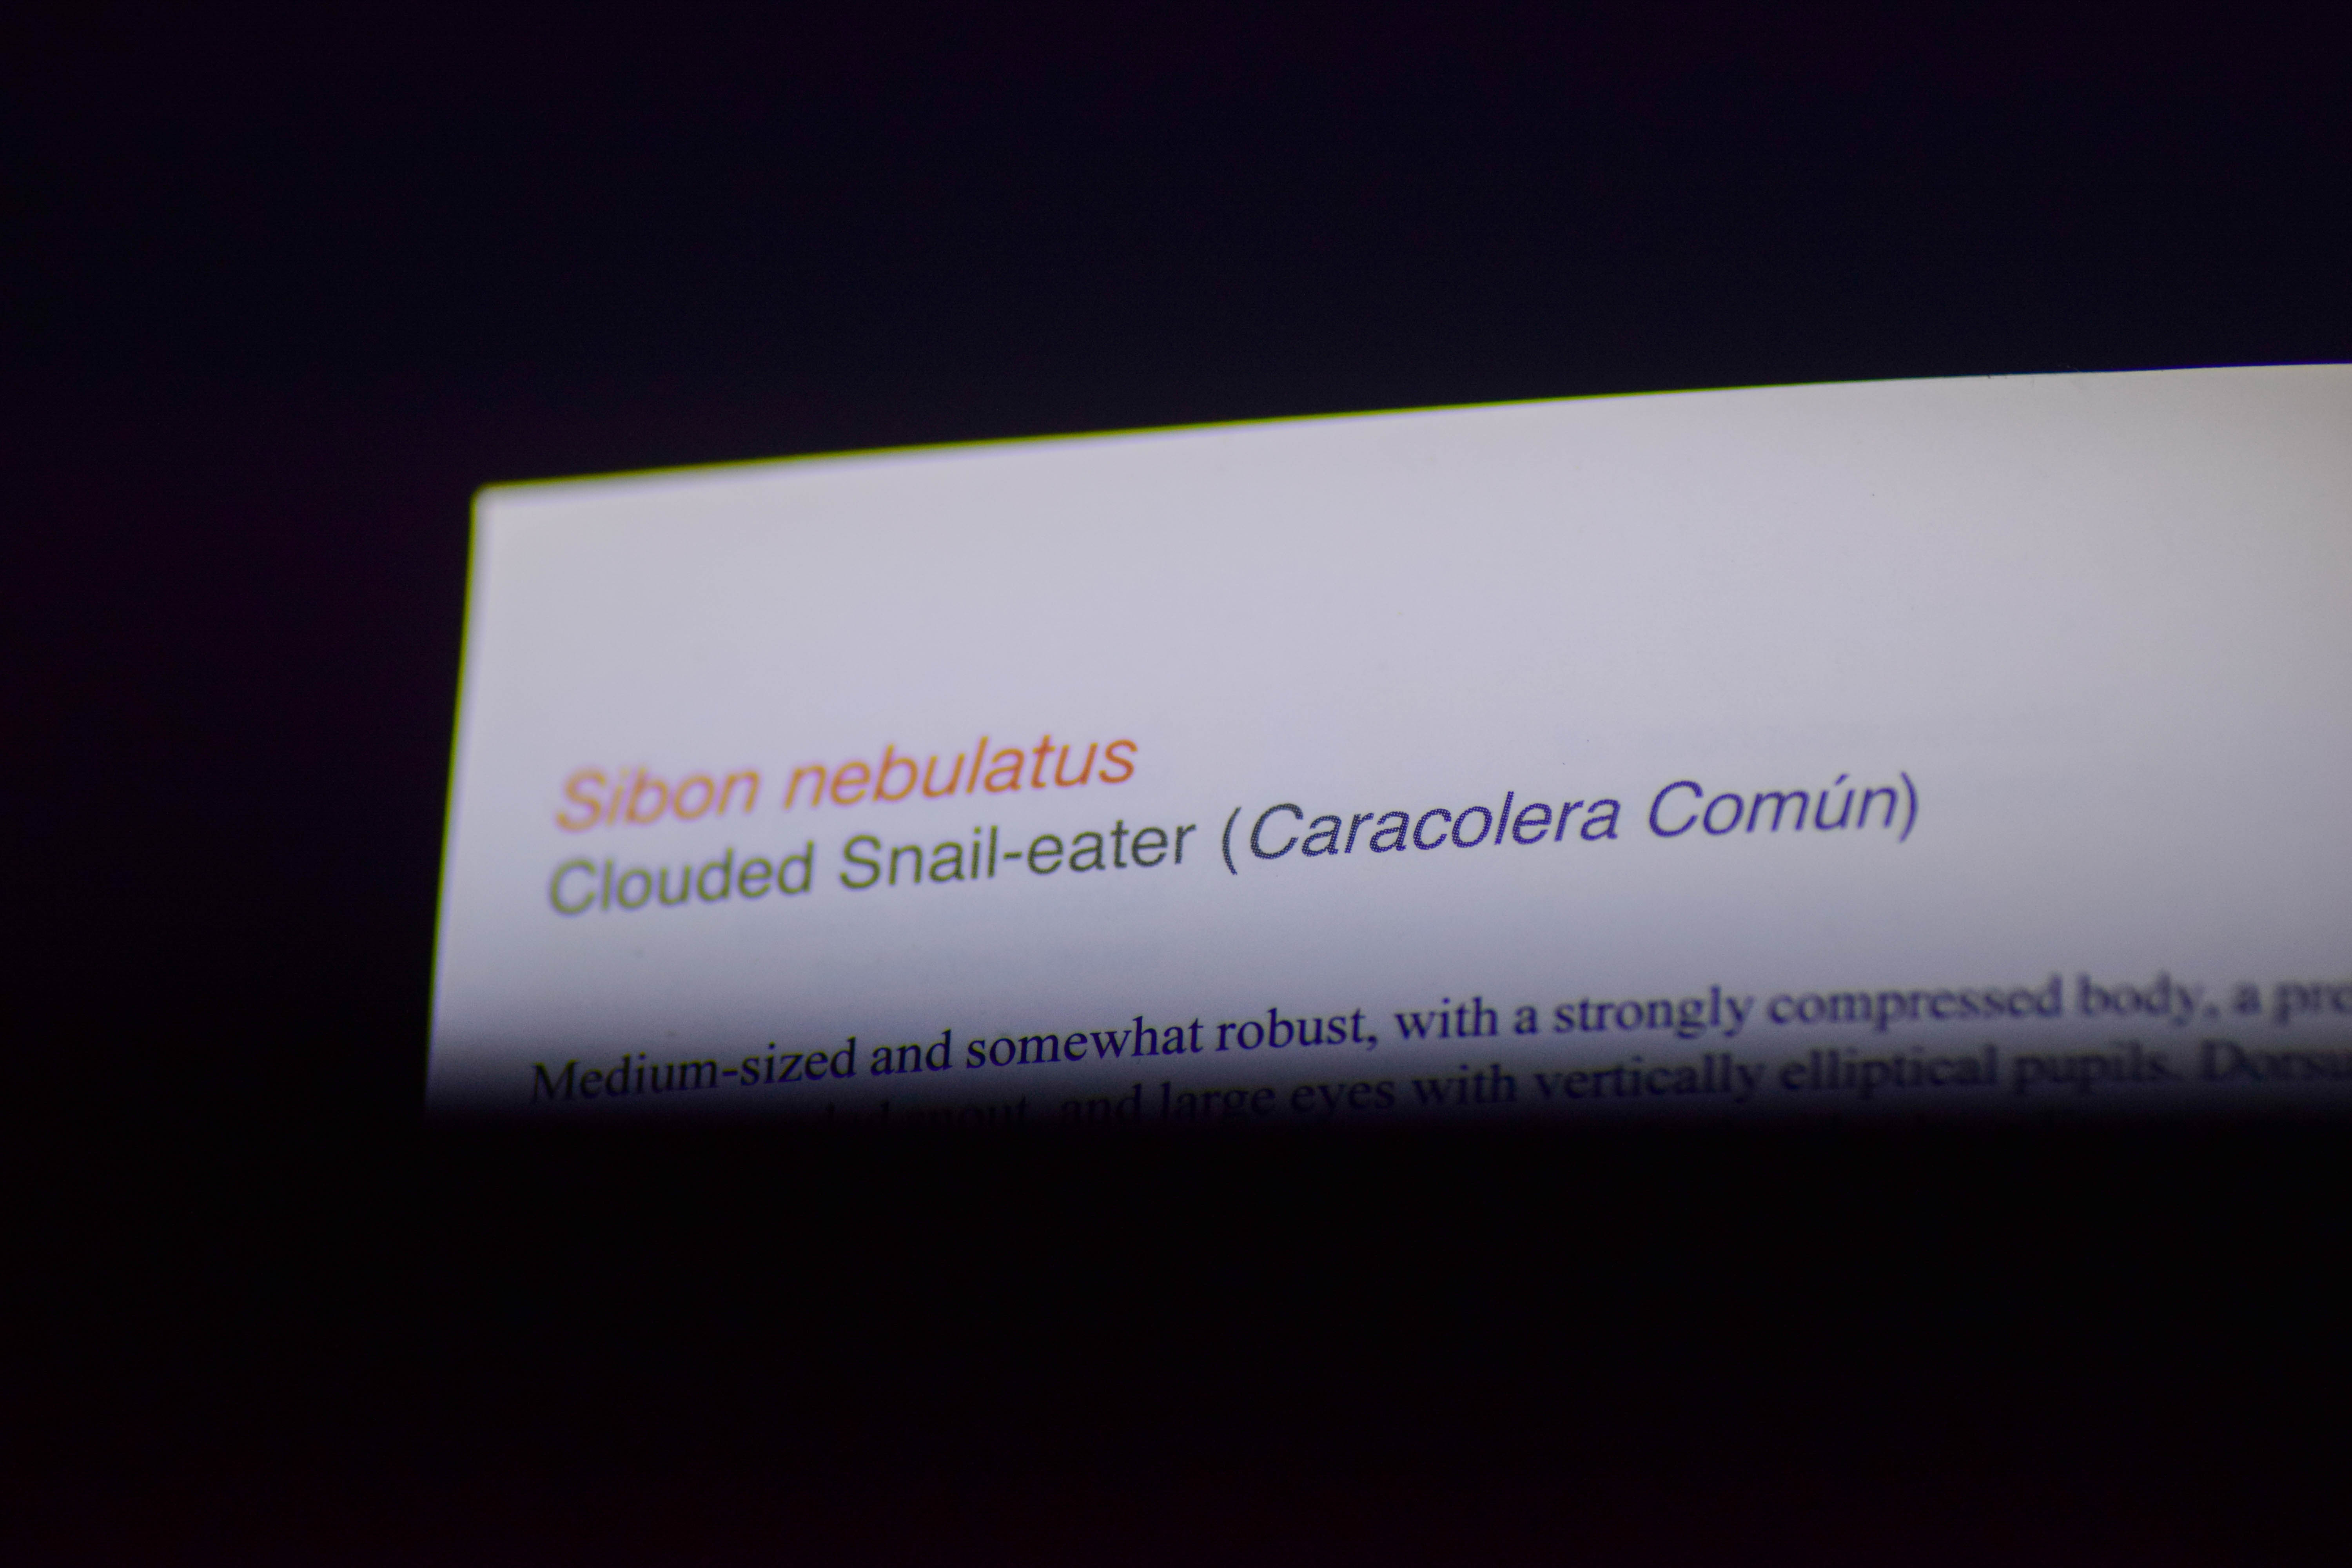 Sibon nebulatus
Clouded Snail-eater (Caracolera Común)
Medium-sized and somewhat robust, with a strongly compressed body, a
snout, and large eyes with vertically elliptical pupils.